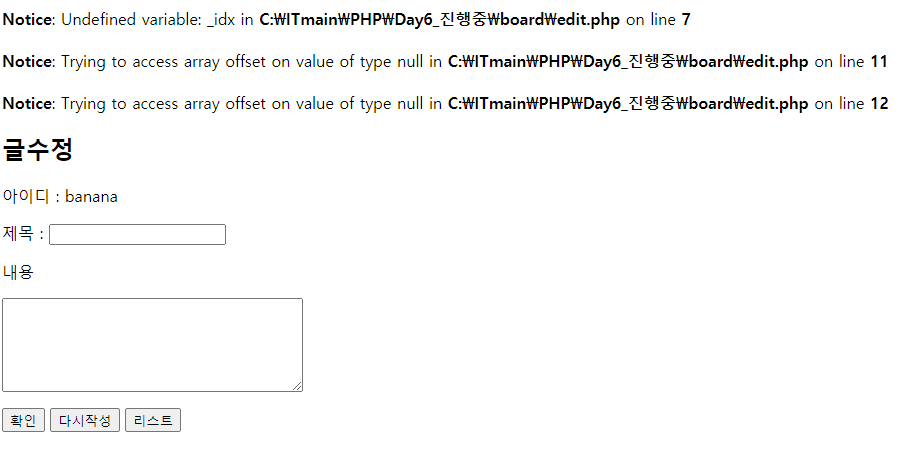 Notice: Undefined variable: _idx in C:₩ITmain₩PHP₩Day6_진행중₩board₩edit.php on line 7
Notice: Trying to access array offset on value of type null in C:₩ITmain₩PHP₩Day6_진행중₩board₩edit.php on line 11
Notice: Trying to access array offset on value of type null in C:₩ITmain₩PHP₩Day6_진행중₩board₩edit.php on line 12
글수정
아이디 : banana
제목 :
내용
확인 다시작성 리스트